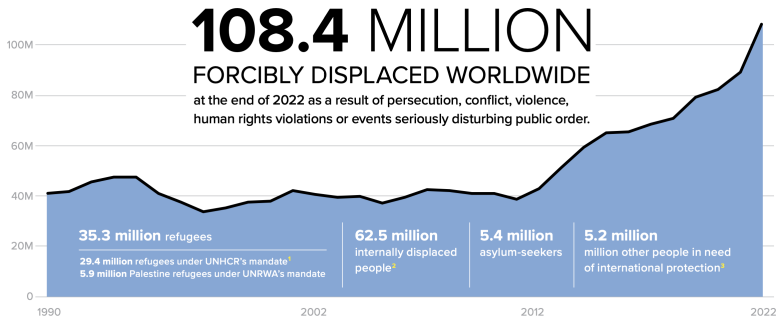 108.4 MILLION
FORCIBLY DISPLACED WORLDWIDE
at the end of 2022 as a result of persecution, conflict, violence,
human rights violations or events seriously disturbing public order.
100M
80M
60M
40M
20M
0
35.3 million refugees
29.4 million refugees under UNHCR's mandate¹
5.9 million Palestine refugees under UNRWA's mandate
62.5 million
internally displaced
people²
5.4 million
asylum-seekers
5.2 million
million other people in need
of international protection³
1990
2002
2012
2022